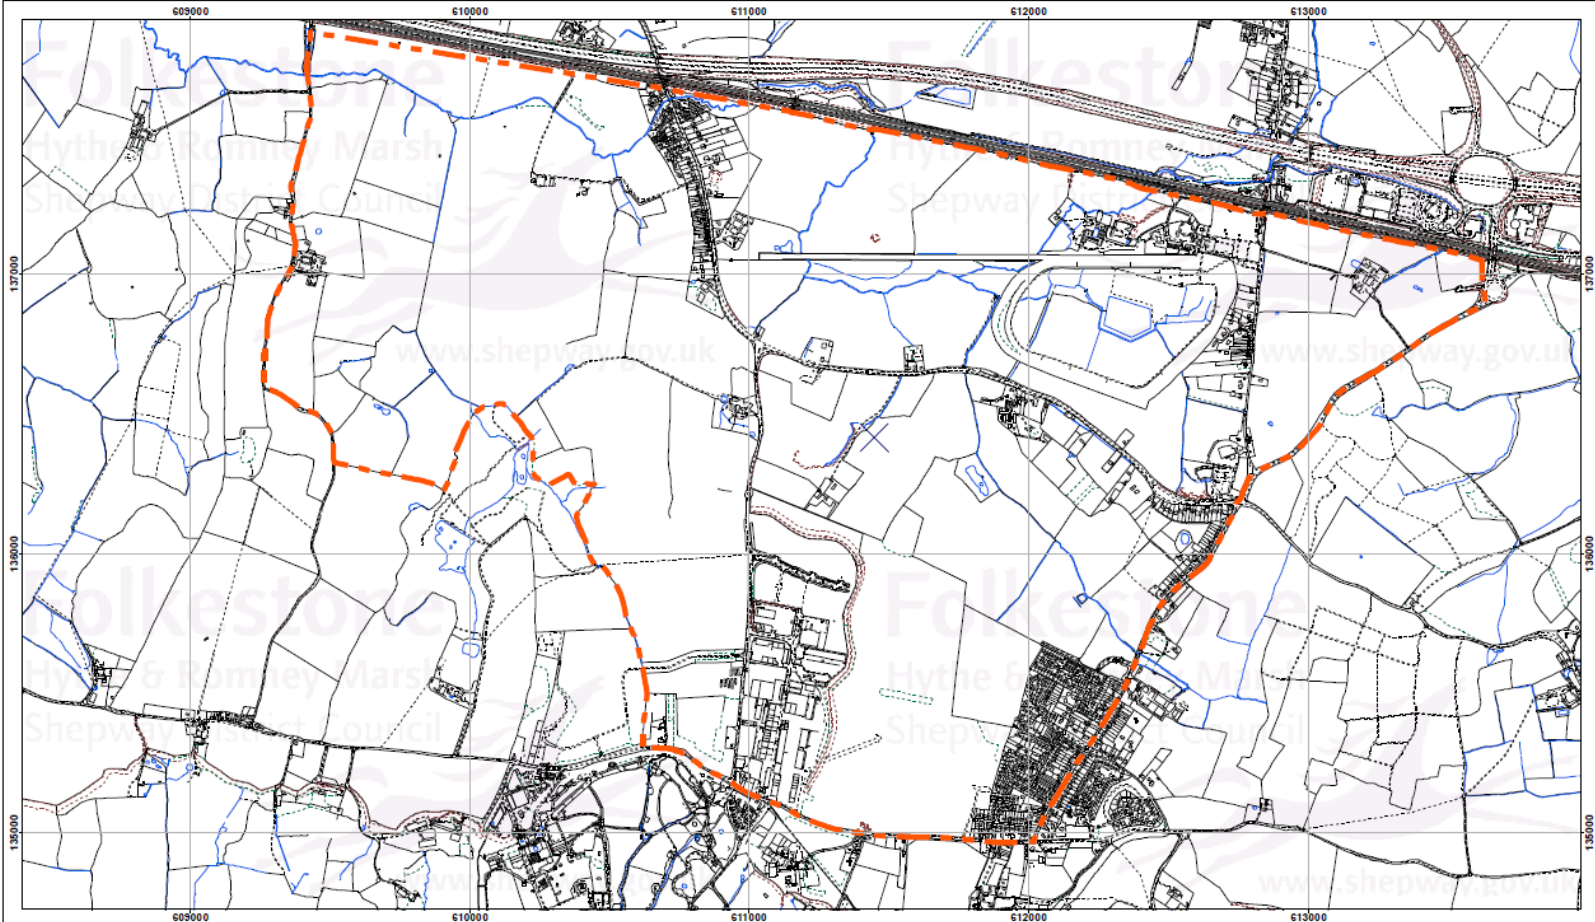 609000 610000 611000 612000 613000
Folkestone Folkestone
Hythe & Romney Marsh Hythe & Romney Marsh
Shepway District Council Shepway District
137000 137000
www.shepway.gov.uk www.shepway.gov.uk
136000 136000
Folkestone Folkestone
Hythe & Romney Marsh Hythe & Romney Marsh
Shepway District Council Shepway District Council
135000 135000
www.shepway.gov.uk www.shepway.gov.uk
609000 610000 611000 612000 613000